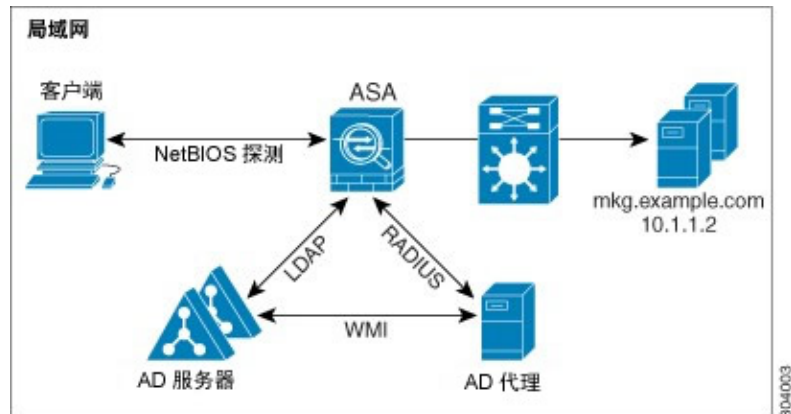 局域网
客户端
ASA
NetBIOS 探测
mkg.example.com
10.1.1.2
LDAP
RADIUS
WMI
AD 服务器
AD 代理
304003